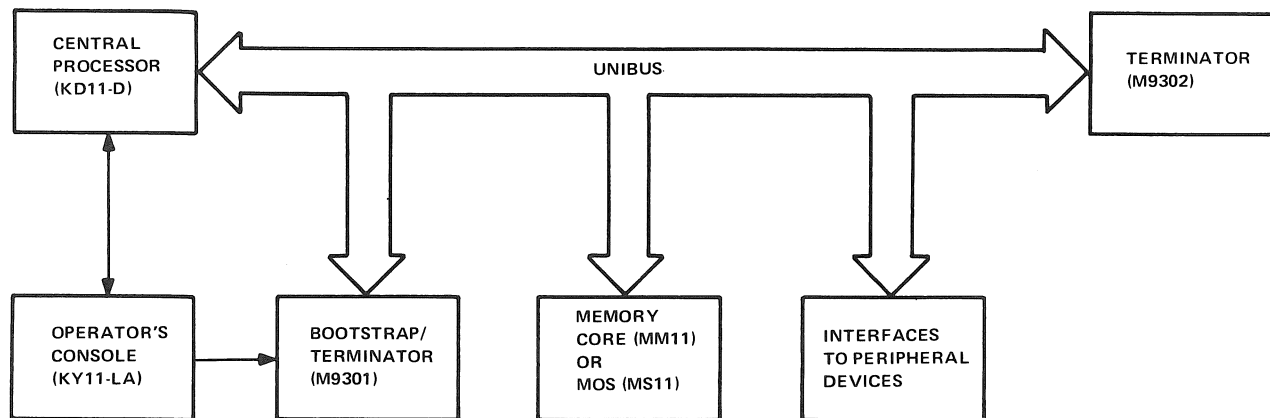 CENTRAL
PROCESSOR
(KD11-D)
UNIBUS
TERMINATOR
(M9302)
OPERATOR'S
CONSOLE
(KY11-LA)
BOOTSTRAP/
TERMINATOR
(M9301)
MEMORY
CORE (MM11)
OR
MOS (MS11)
INTERFACES
TO PERIPHERAL
DEVICES